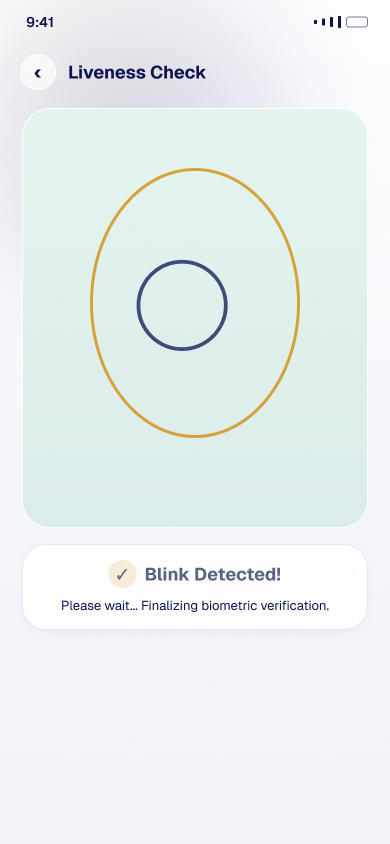 9:41
‹ Liveness Check
✓ Blink Detected!
Please wait... Finalizing biometric verification.